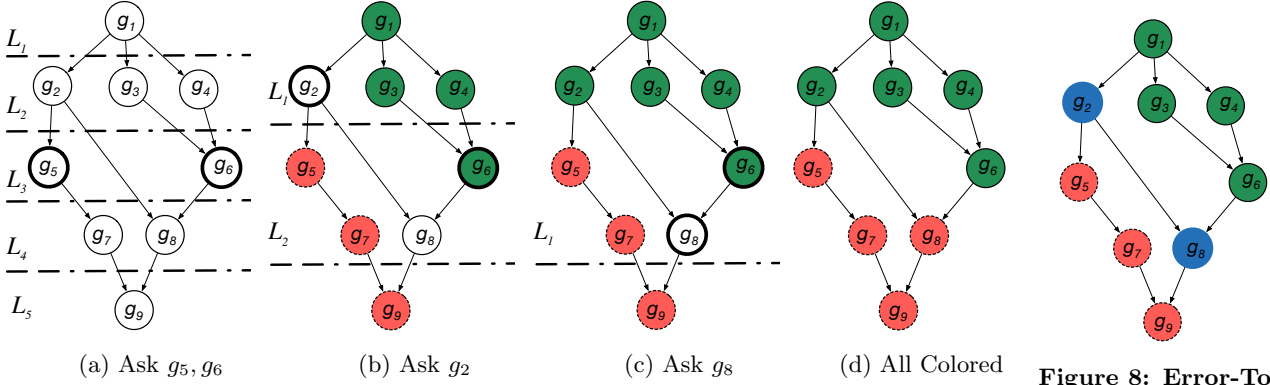 g1
L1
g2 g3 g4
L2
g5 g6
L3
g7 g8
L4
g9
L5
(a) Ask g5, g6
g1
L1
g2 g3 g4
g5 g6
L2
g7 g8
g9
(b) Ask g2
g1
g2 g3 g4
g5 g6
L1
g7 g8
g9
(c) Ask g8
g1
g2 g3 g4
g5 g6
g7 g8
g9
(d) All Colored
g1
g2 g3 g4
g5 g6
g7 g8
g9
Figure 8: Error-To